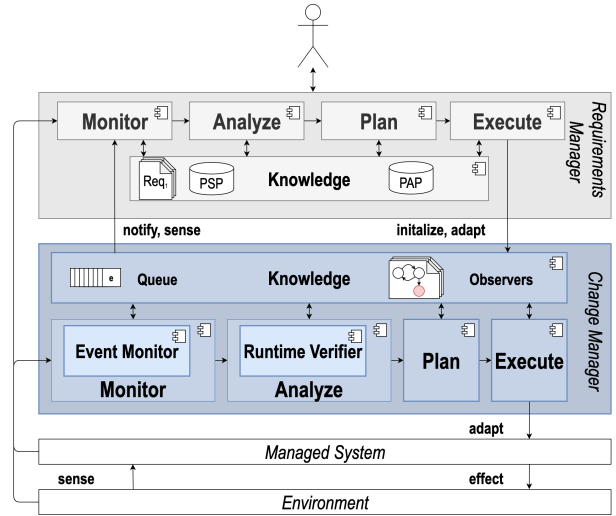 Monitor
Analyze
Plan
Execute
Requirements
Manager
Req1
PSP
Knowledge
PAP
notify, sense
initalize, adapt
e
Queue
Knowledge
Observers
Change Manager
Event Monitor
Monitor
Runtime Verifier
Analyze
Plan
Execute
adapt
Managed System
sense
effect
Environment